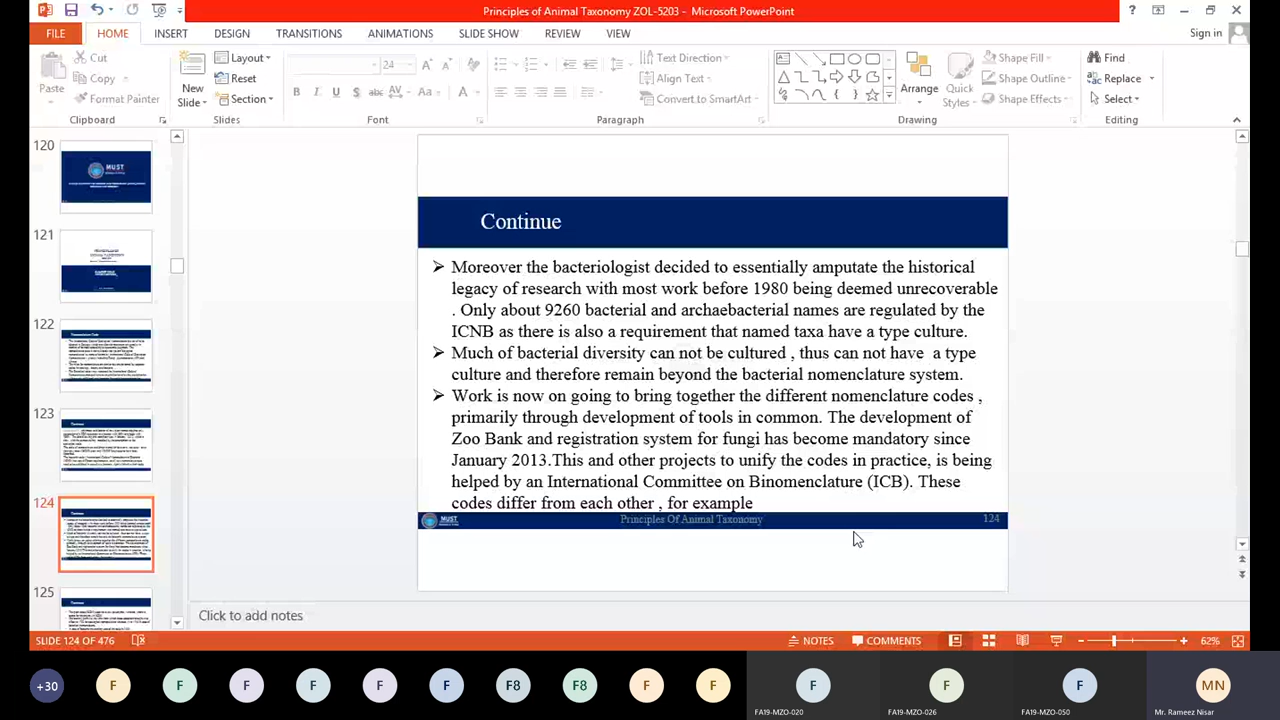 Principles of Animal Taxonomy ZOL-5203 - Microsoft PowerPoint
FILE
HOME
INSERT
DESIGN
TRANSITIONS
ANIMATIONS
SLIDE SHOW
REVIEW
VIEW
Sign in
Paste
Cut
Copy
Format Painter
Clipboard
New
Slide
Layout
Reset
Section
Slides
24
Font
Text Direction
Align Text
Convert to SmartArt
Paragraph
Arrange
Quick
Styles
Shape Fill
Shape Outline
Shape Effects
Drawing
Find
Replace
Select
Editing
120
MUST
121
122
123
124
125
Continue
Moreover the bacteriologist decided to essentially amputate the historical
legacy of research with most work before 1980 being deemed unrecoverable
. Only about 9260 bacterial and archaebacterial names are regulated by the
ICNB as there is also a requirement that named taxa have a type culture.
Much of bacterial diversity can not be cultured , thus can not have a type
culture and therefore remain beyond the bacterial nomenclature system.
Work is now on going to bring together the different nomenclature codes ,
primarily through development of tools in common. The development of
Zoo Bank and registration system for fungi has become mandatory since
January 2013.This and other projects to unify the codes in practice, is being
helped by an International Committee on Binomenclature (ICB). These
codes differ from each other , for example
MUST
Principles Of Animal Taxonomy
124
Click to add notes
SLIDE 124 OF 476
NOTES
COMMENTS
62%
+30
F
F
F
F
F
F
F8
F8
F
F
F
FA19-MZO-020
F
FA19-MZO-026
F
FA19-MZO-050
MN
Mr. Rameez Nisar